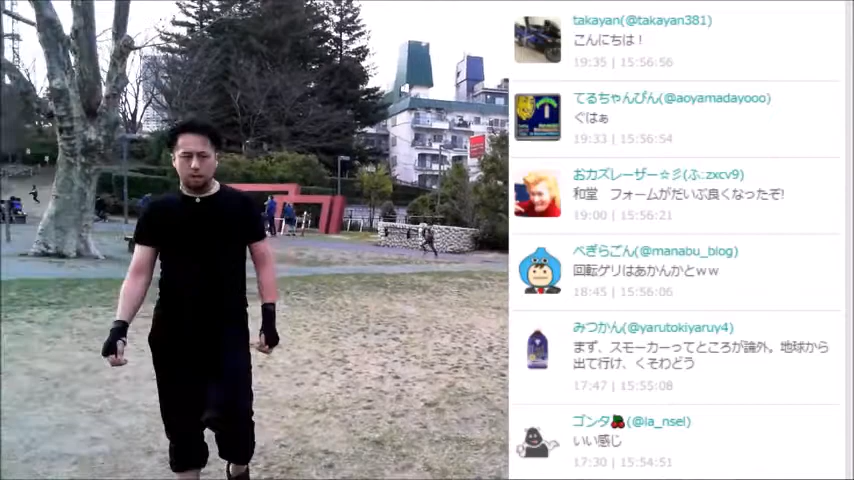 takayan(@takayan381)
こんにちは！
19:35 | 15:56:56
てるちゃんぴん(@aoyamadayooo)
ぐはぁ
19:33 | 15:56:54
おカズレーザー☆彡(ふ:zxcv9)
和堂　フォームがだいぶ良くなったぞ!
19:00 | 15:56:21
ぺぎらごん(@manabu_blog)
回転ゲリはあかんかとww
18:45 | 15:56:06
みつかん(@yarutokiyaruy4)
まず、スモーカーってところが論外。地球から
出て行け、くそわどう
17:47 | 15:55:08
ゴンタ🍒(@la_nsel)
いい感じ
17:30 | 15:54:51